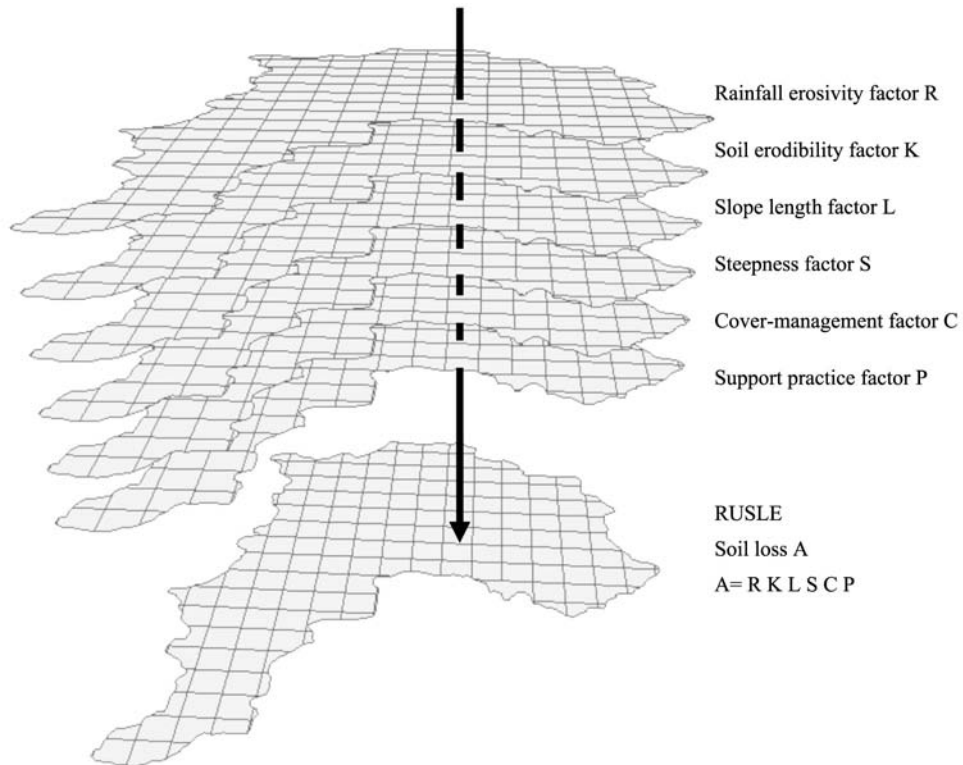 Rainfall erosivity factor R
Soil erodibility factor K
Slope length factor L
Steepness factor S
Cover-management factor C
Support practice factor P
RUSLE
Soil loss A
A= R K L S C P